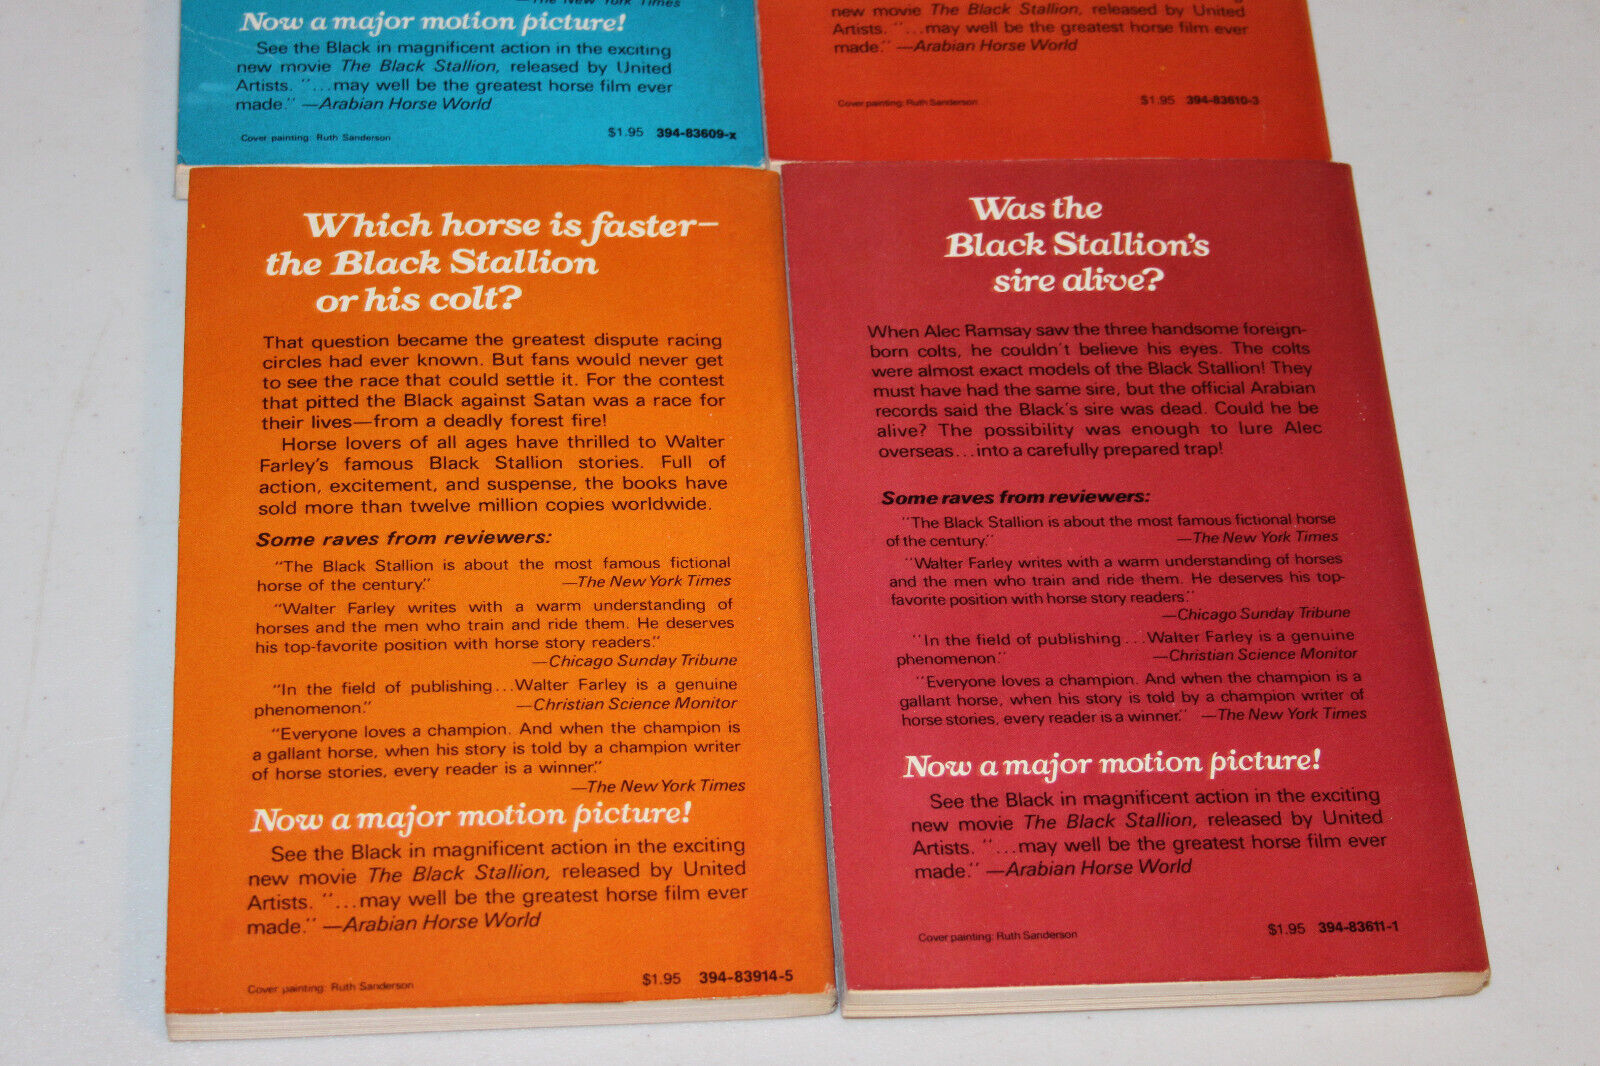 —The New York Times
Now a major motion picture!
See the Black in magnificent action in the exciting
new movie The Black Stallion, released by United
Artists. "...may well be the greatest horse film ever
made." —Arabian Horse World
Cover painting: Ruth Sanderson
$1.95 394-83609-x
new movie The Black Stallion, released by United
Artists. "...may well be the greatest horse film ever
made." —Arabian Horse World
Cover painting: Ruth Sanderson
$1.95 394-83610-3
Which horse is faster—
the Black Stallion
or his colt?
That question became the greatest dispute racing
circles had ever known. But fans would never get
to see the race that could settle it. For the contest
that pitted the Black against Satan was a race for
their lives—from a deadly forest fire!
Horse lovers of all ages have thrilled to Walter
Farley's famous Black Stallion stories. Full of
action, excitement, and suspense, the books have
sold more than twelve million copies worldwide.
Some raves from reviewers:
"The Black Stallion is about the most famous fictional
horse of the century." —The New York Times
"Walter Farley writes with a warm understanding of
horses and the men who train and ride them. He deserves
his top-favorite position with horse story readers."
—Chicago Sunday Tribune
"In the field of publishing...Walter Farley is a genuine
phenomenon." —Christian Science Monitor
"Everyone loves a champion. And when the champion is
a gallant horse, when his story is told by a champion writer
of horse stories, every reader is a winner."
—The New York Times
Now a major motion picture!
See the Black in magnificent action in the exciting
new movie The Black Stallion, released by United
Artists. "...may well be the greatest horse film ever
made." —Arabian Horse World
Cover painting: Ruth Sanderson
$1.95 394-83914-5
Was the
Black Stallion's
sire alive?
When Alec Ramsay saw the three handsome foreign-
born colts, he couldn't believe his eyes. The colts
were almost exact models of the Black Stallion! They
must have had the same sire, but the official Arabian
records said the Black's sire was dead. Could he be
alive? The possibility was enough to lure Alec
overseas...into a carefully prepared trap!
Some raves from reviewers:
"The Black Stallion is about the most famous fictional horse
of the century." —The New York Times
"Walter Farley writes with a warm understanding of horses
and the men who train and ride them. He deserves his top-
favorite position with horse story readers."
—Chicago Sunday Tribune
"In the field of publishing...Walter Farley is a genuine
phenomenon." —Christian Science Monitor
"Everyone loves a champion. And when the champion is a
gallant horse, when his story is told by a champion writer of
horse stories, every reader is a winner." —The New York Times
Now a major motion picture!
See the Black in magnificent action in the exciting
new movie The Black Stallion, released by United
Artists. "...may well be the greatest horse film ever
made." —Arabian Horse World
Cover painting: Ruth Sanderson
$1.95 394-83611-1